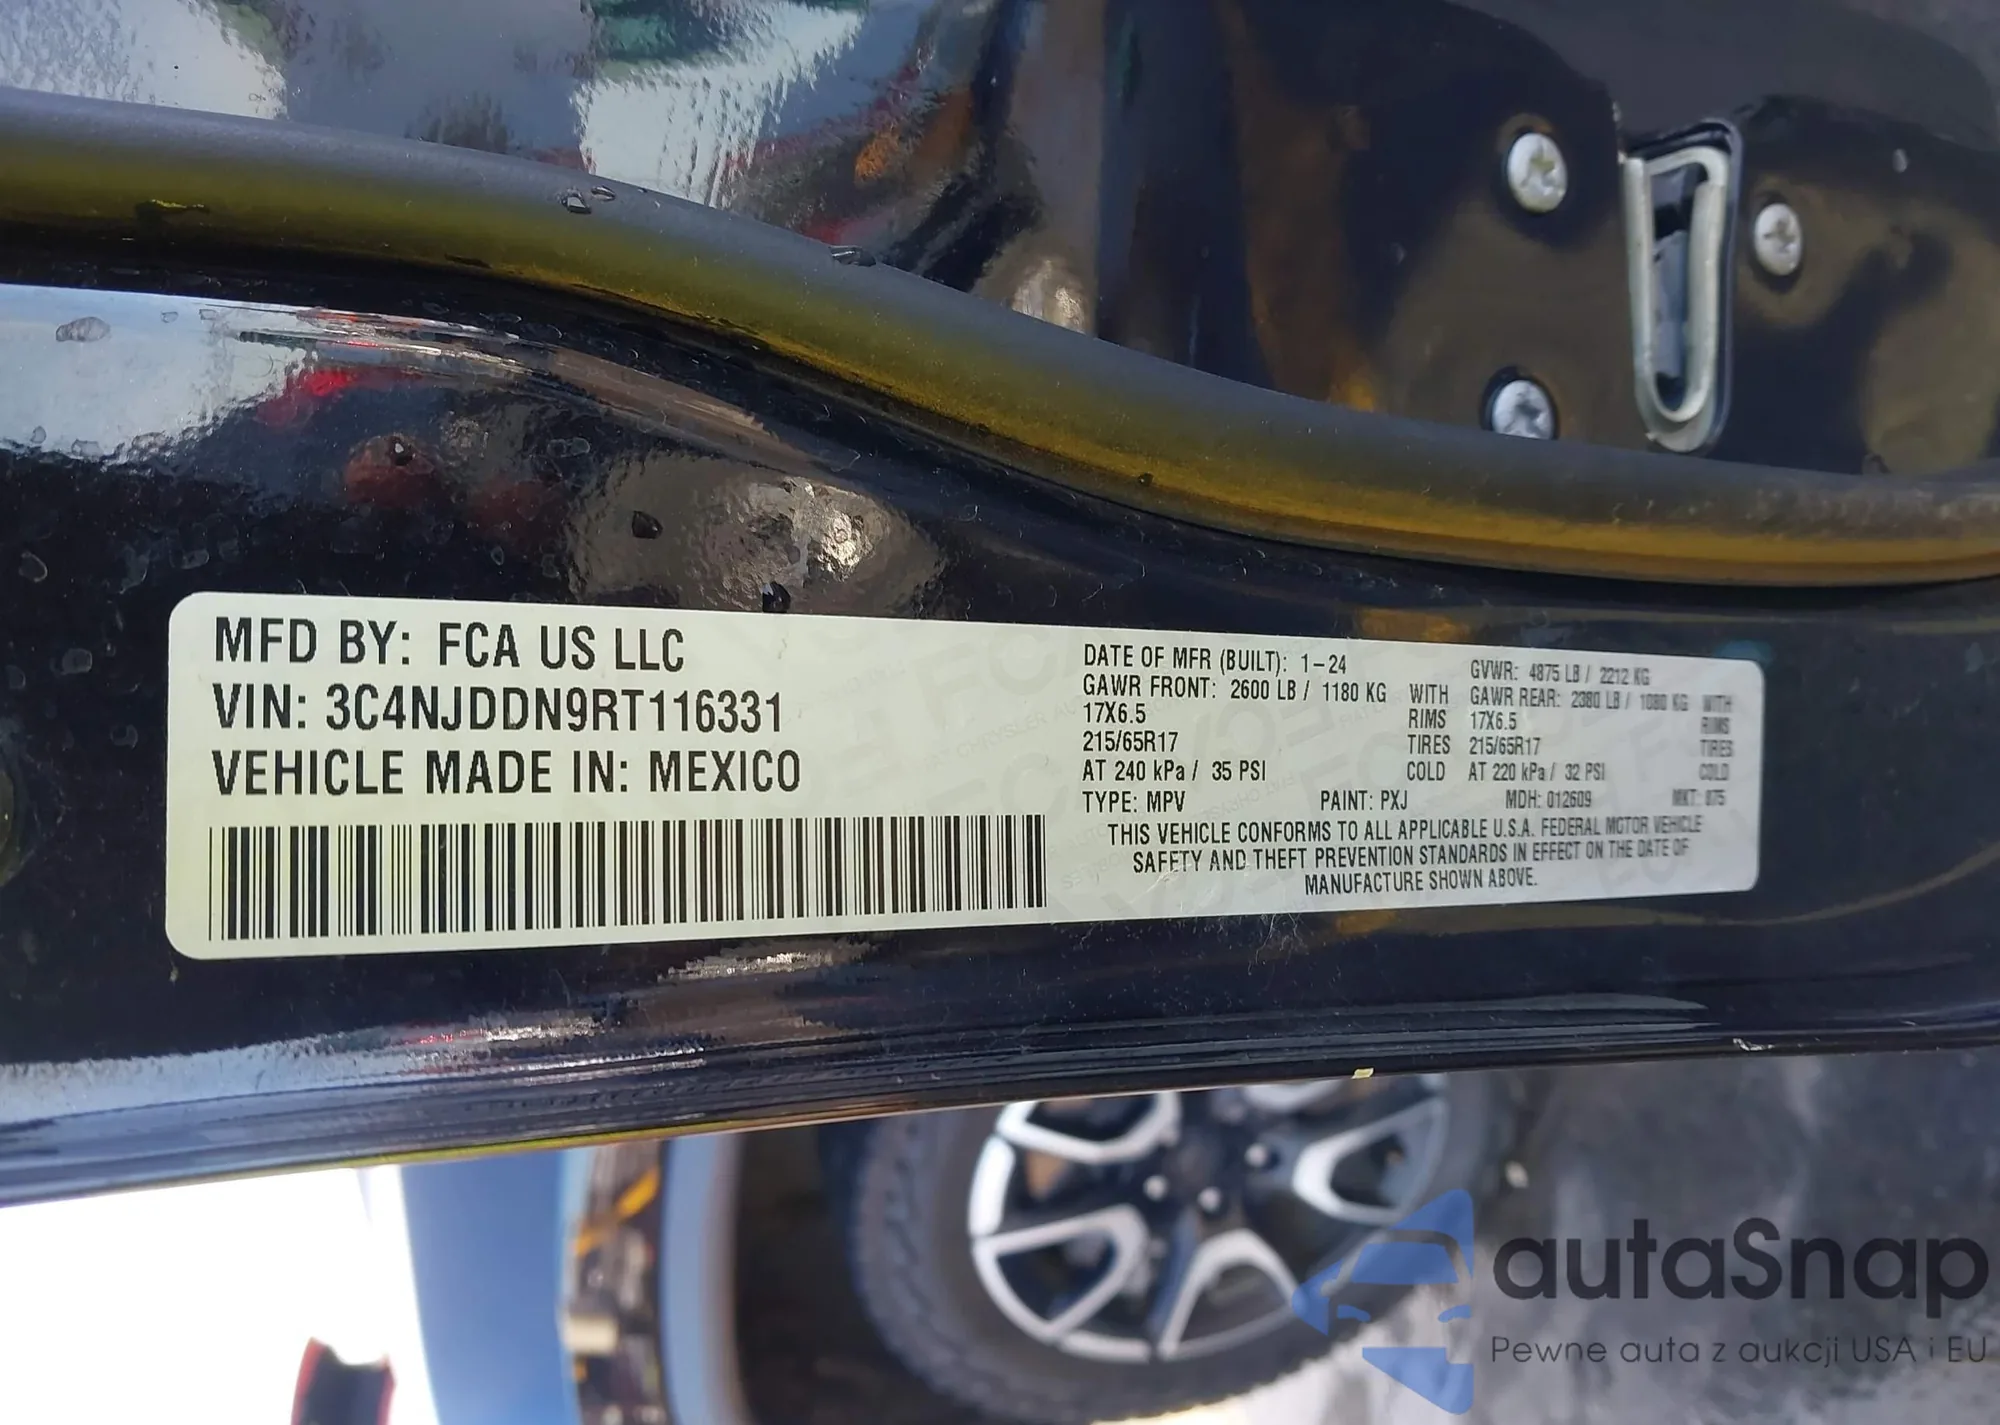 MFD BY: FCA US LLC
VIN: 3C4NJDDN9RT116331
VEHICLE MADE IN: MEXICO
DATE OF MFR (BUILT): 1-24 GVWR: 4875 LB / 2212 KG
GAWR FRONT: 2600 LB / 1180 KG WITH GAWR REAR: 2380 LB / 1080 KG WITH
17X6.5 RIMS 17X6.5 RIMS
215/65R17 TIRES 215/65R17 TIRES
AT 240 kPa / 35 PSI COLD AT 220 kPa / 32 PSI COLD
TYPE: MPV PAINT: PXJ MDH: 012609 MKT: 075
THIS VEHICLE CONFORMS TO ALL APPLICABLE U.S.A. FEDERAL MOTOR VEHICLE
SAFETY AND THEFT PREVENTION STANDARDS IN EFFECT ON THE DATE OF
MANUFACTURE SHOWN ABOVE.
autaSnap
Pewne auta z aukcji USA i EU